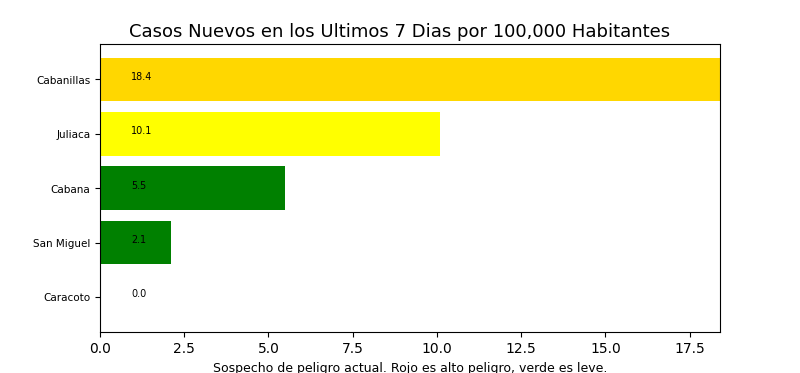 Casos Nuevos en los Ultimos 7 Dias por 100,000 Habitantes
Cabanillas 18.4
Juliaca 10.1
Cabana 5.5
San Miguel 2.1
Caracoto 0.0
0.0 2.5 5.0 7.5 10.0 12.5 15.0 17.5
Sospecho de peligro actual. Rojo es alto peligro, verde es leve.